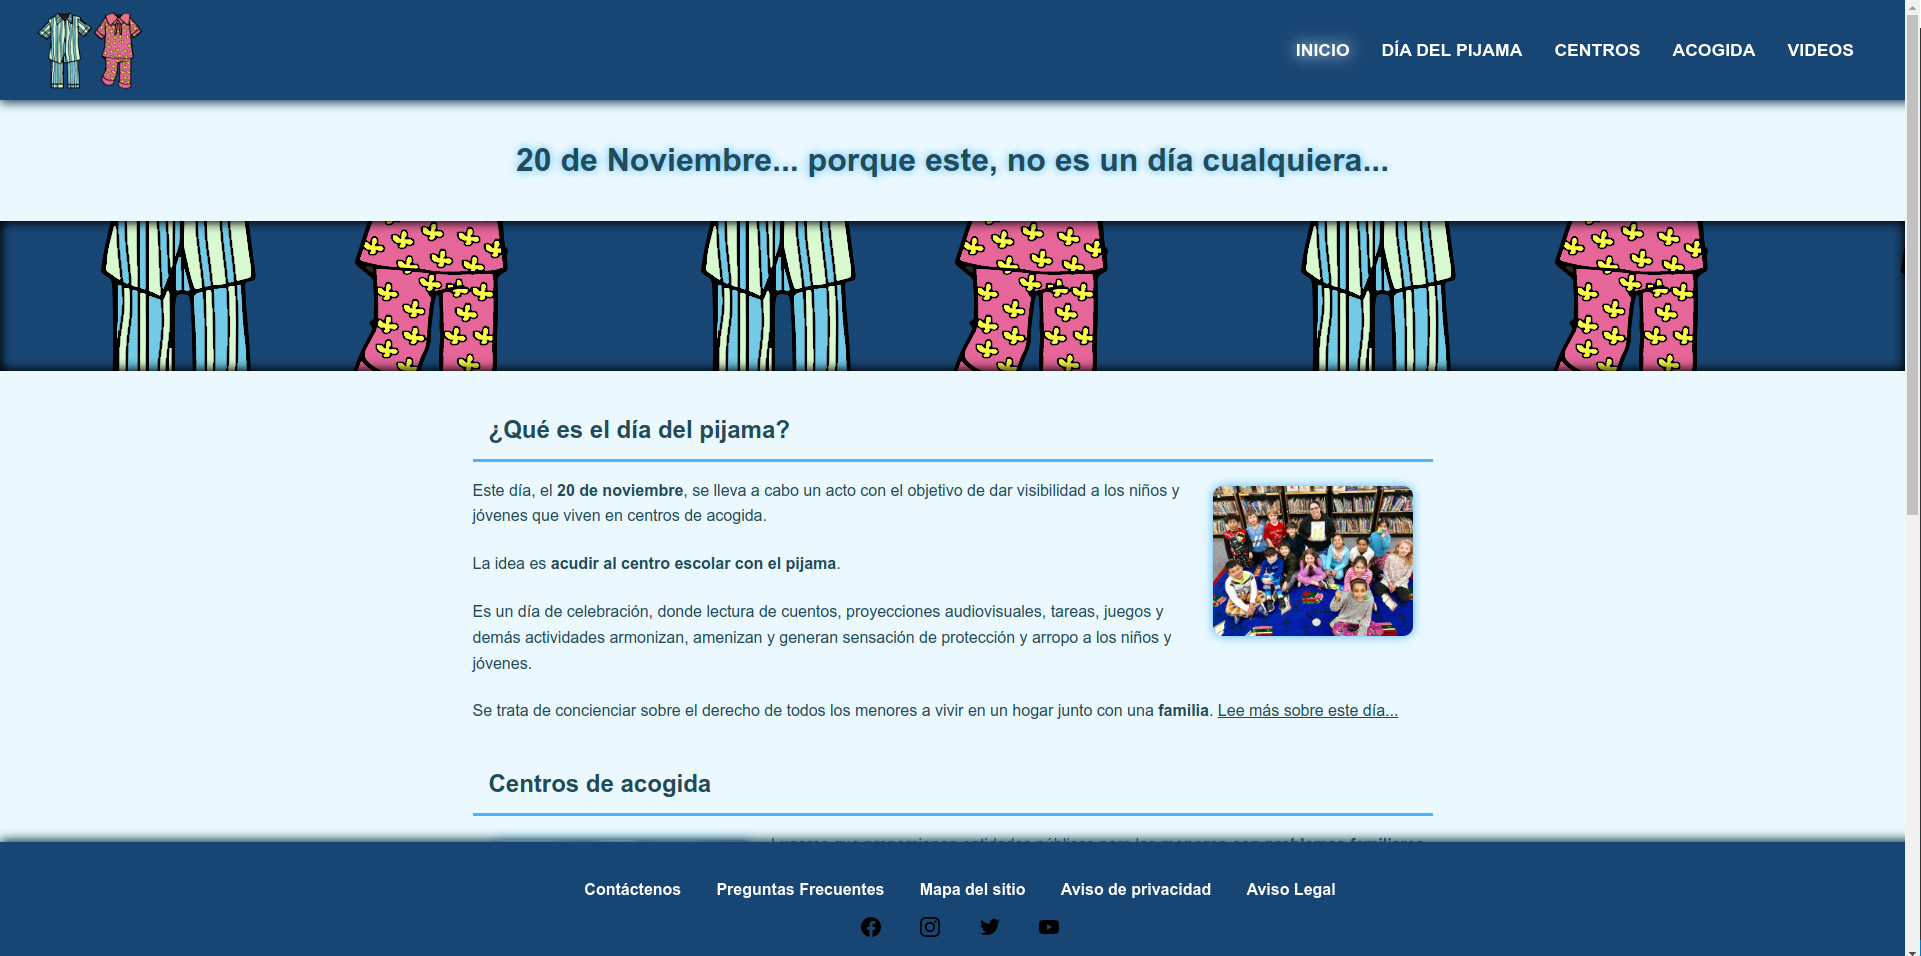 INICIO DÍA DEL PIJAMA CENTROS ACOGIDA VIDEOS
20 de Noviembre... porque este, no es un día cualquiera...
¿Qué es el día del pijama?
Este día, el 20 de noviembre, se lleva a cabo un acto con el objetivo de dar visibilidad a los niños y
jóvenes que viven en centros de acogida.
La idea es acudir al centro escolar con el pijama.
Es un día de celebración, donde lectura de cuentos, proyecciones audiovisuales, tareas, juegos y
demás actividades armonizan, amenizan y generan sensación de protección y arropo a los niños y
jóvenes.
Se trata de concienciar sobre el derecho de todos los menores a vivir en un hogar junto con una familia. Lee más sobre este día...
Centros de acogida
Contáctenos Preguntas Frecuentes Mapa del sitio Aviso de privacidad Aviso Legal